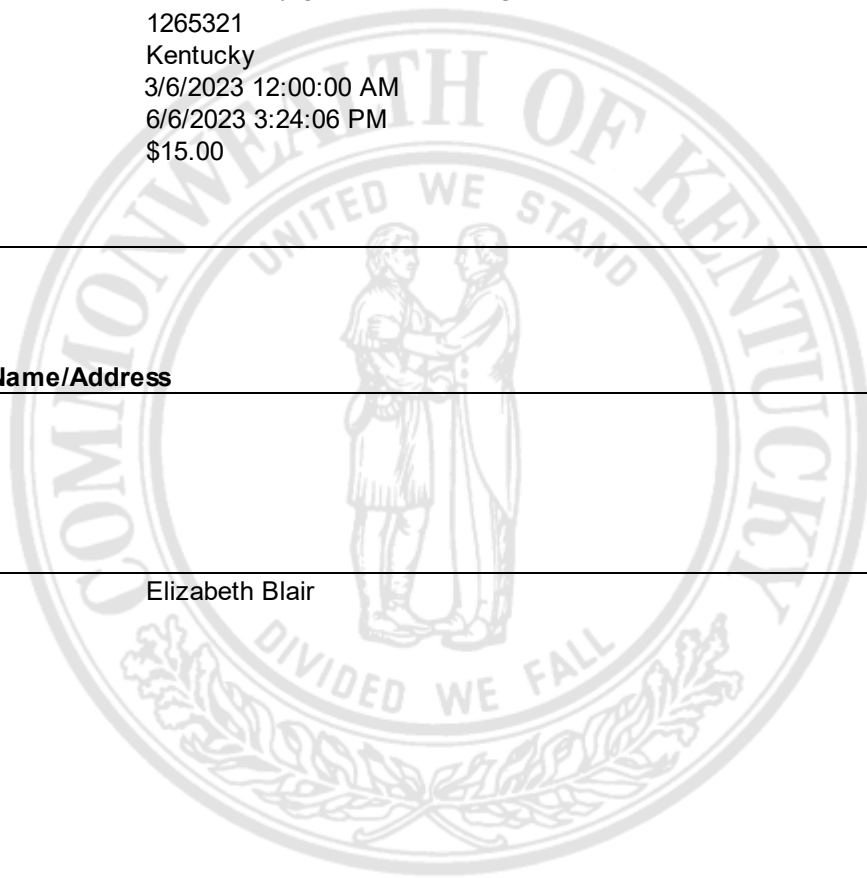 1265321
Kentucky
3/6/2023 12:00:00 AM
6/6/2023 3:24:06 PM
$15.00
COMMONWEALTH OF KENTUCKY
UNITED WE STAND
Name/Address
Elizabeth Blair
DIVIDED WE FALL